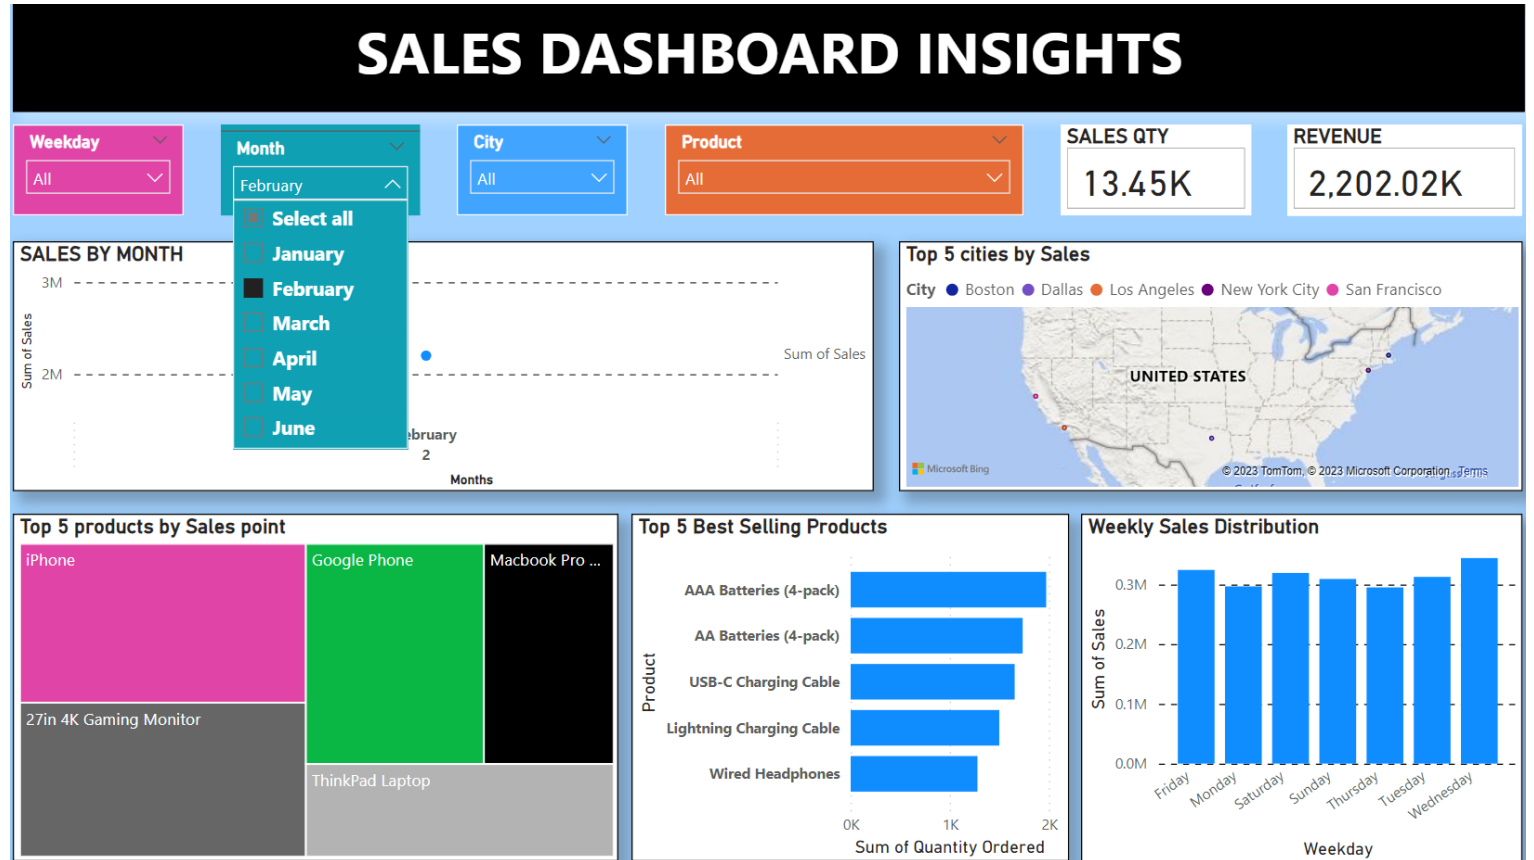 SALES DASHBOARD INSIGHTS
Weekday
All
Month
February
Select all
January
February
March
April
May
June
City
All
Product
All
SALES QTY
13.45K
REVENUE
2,202.02K
SALES BY MONTH
3M
2M
Sum of Sales
Sum of Sales
ebruary
2
Months
Top 5 cities by Sales
City Boston Dallas Los Angeles New York City San Francisco
UNITED STATES
Microsoft Bing
© 2023 TomTom, © 2023 Microsoft Corporation, Terms
Top 5 products by Sales point
iPhone
Google Phone
Macbook Pro ...
27in 4K Gaming Monitor
ThinkPad Laptop
Top 5 Best Selling Products
Product
AAA Batteries (4-pack)
AA Batteries (4-pack)
USB-C Charging Cable
Lightning Charging Cable
Wired Headphones
0K 1K 2K
Sum of Quantity Ordered
Weekly Sales Distribution
Sum of Sales
0.3M
0.2M
0.1M
0.0M
Friday Monday Saturday Sunday Thursday Tuesday Wednesday
Weekday